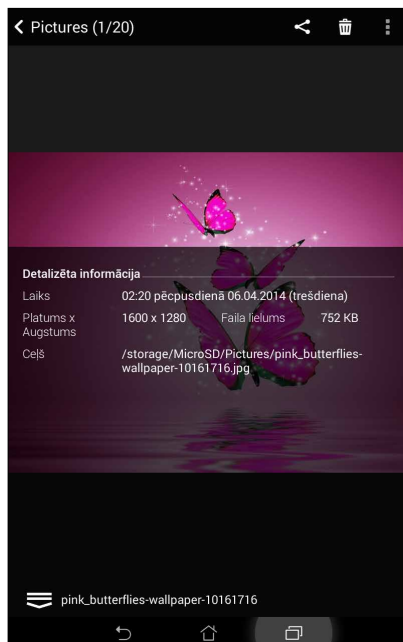 Pictures (1/20)
Detalizēta informācija
Laiks 02:20 pēcpusdienā 06.04.2014 (trešdiena)
Platums x Augstums 1600 x 1280 Faila lielums 752 KB
Ceļš /storage/MicroSD/Pictures/pink_butterflies-
wallpaper-10161716.jpg
pink_butterflies-wallpaper-10161716